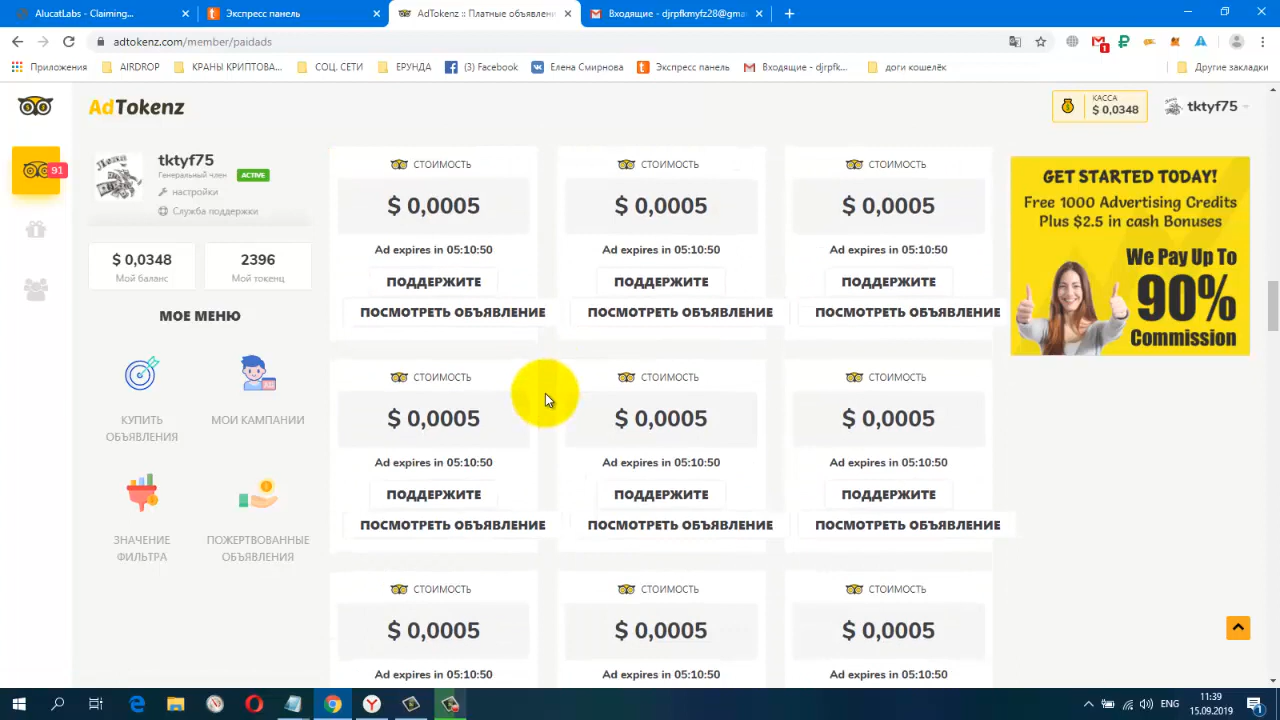 AlucatLabs - Claiming...
Экспресс панель
AdTokenz :: Платные объявлени
Входящие - djrpfkmyfz28@gma
adtokenz.com/member/paidads
Приложения
AIRDROP
КРАНЫ КРИПТОВА...
СОЦ. СЕТИ
ЕРУНДА
(3) Facebook
Елена Смирнова
Экспресс панель
Входящие - djrpfk...
доги кошелёк
Другие закладки
AdTokenz
КАССА
$ 0,0348
tktyf75
91
tktyf75
Генеральный член
ACTIVE
настройки
Служба поддержки
$ 0,0348
Мой баланс
2396
Мой токенц
МОЕ МЕНЮ
КУПИТЬ
ОБЪЯВЛЕНИЯ
МОИ КАМПАНИИ
ЗНАЧЕНИЕ
ФИЛЬТРА
ПОЖЕРТВОВАННЫЕ
ОБЪЯВЛЕНИЯ
СТОИМОСТЬ СТОИМОСТЬ СТОИМОСТЬ
$ 0,0005 $ 0,0005 $ 0,0005
Ad expires in 05:10:50 Ad expires in 05:10:50 Ad expires in 05:10:50
ПОДДЕРЖИТЕ ПОДДЕРЖИТЕ ПОДДЕРЖИТЕ
ПОСМОТРЕТЬ ОБЪЯВЛЕНИЕ ПОСМОТРЕТЬ ОБЪЯВЛЕНИЕ ПОСМОТРЕТЬ ОБЪЯВЛЕНИЕ
СТОИМОСТЬ СТОИМОСТЬ СТОИМОСТЬ
$ 0,0005 $ 0,0005 $ 0,0005
Ad expires in 05:10:50 Ad expires in 05:10:50 Ad expires in 05:10:50
ПОДДЕРЖИТЕ ПОДДЕРЖИТЕ ПОДДЕРЖИТЕ
ПОСМОТРЕТЬ ОБЪЯВЛЕНИЕ ПОСМОТРЕТЬ ОБЪЯВЛЕНИЕ ПОСМОТРЕТЬ ОБЪЯВЛЕНИЕ
СТОИМОСТЬ СТОИМОСТЬ СТОИМОСТЬ
$ 0,0005 $ 0,0005 $ 0,0005
Ad expires in 05:10:50 Ad expires in 05:10:50 Ad expires in 05:10:50
GET STARTED TODAY!
Free 1000 Advertising Credits
Plus $2.5 in cash Bonuses
We Pay Up To
90%
Commission
ENG
11:39
15.09.2019